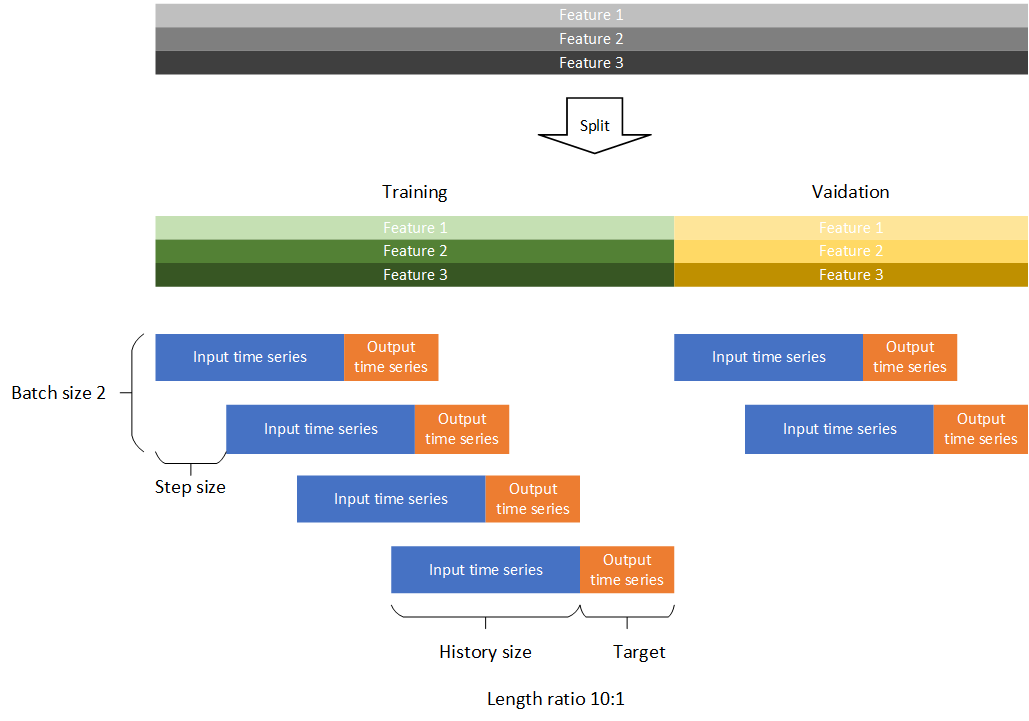 Feature 1
Feature 2
Feature 3
Split
Training
Vaidation
Feature 1
Feature 1
Feature 2
Feature 2
Feature 3
Feature 3
Input time series
Output
time series
Input time series
Output
time series
Batch size 2
Input time series
Output
time series
Input time series
Output
time series
Step size
Input time series
Output
time series
Input time series
Output
time series
History size
Target
Length ratio 10:1